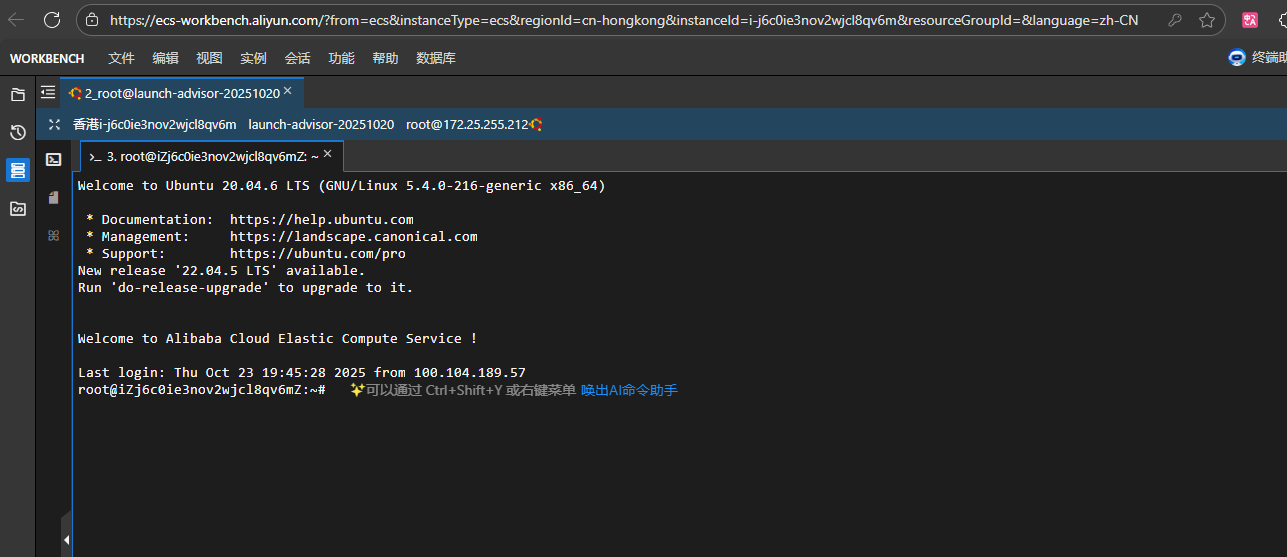 https://ecs-workbench.aliyun.com/?from=ecs&instanceType=ecs&regionId=cn-hongkong&instanceId=i-j6c0ie3nov2wjcl8qv6m&resourceGroupId=&language=zh-CN
WORKBENCH 文件 编辑 视图 实例 会话 功能 帮助 数据库 终端助
2_root@launch-advisor-20251020
香港i-j6c0ie3nov2wjcl8qv6m launch-advisor-20251020 root@172.25.255.212
3. root@iZj6c0ie3nov2wjcl8qv6mZ: ~
Welcome to Ubuntu 20.04.6 LTS (GNU/Linux 5.4.0-216-generic x86_64)
* Documentation: https://help.ubuntu.com
* Management: https://landscape.canonical.com
* Support: https://ubuntu.com/pro
New release '22.04.5 LTS' available.
Run 'do-release-upgrade' to upgrade to it.
Welcome to Alibaba Cloud Elastic Compute Service !
Last login: Thu Oct 23 19:45:28 2025 from 100.104.189.57
root@iZj6c0ie3nov2wjcl8qv6mZ:~# ✨可以通过 Ctrl+Shift+Y 或右键菜单 唤出AI命令助手